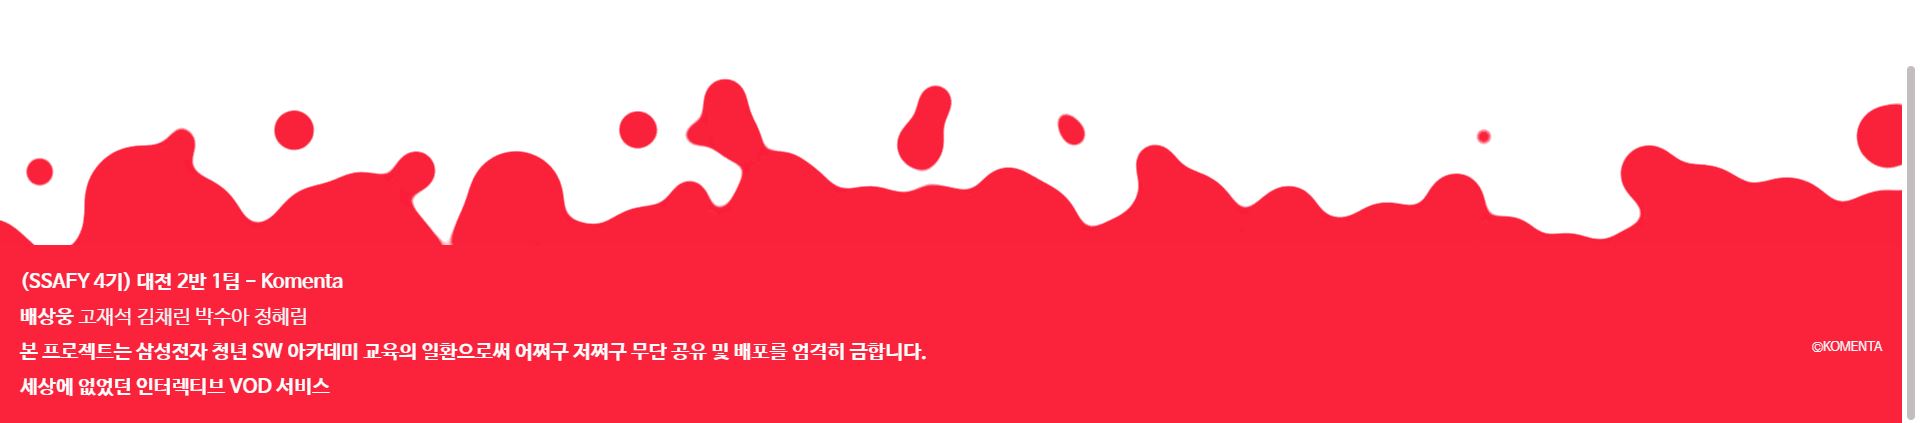 (SSAFY 4기) 대전 2반 1팀 - Komenta
배상웅 고재석 김채린 박수아 정혜림
본 프로젝트는 삼성전자 청년 SW 아카데미 교육의 일환으로써 어쩌구 저쩌구 무단 공유 및 배포를 엄격히 금합니다.
©KOMENTA
세상에 없었던 인터렉티브 VOD 서비스